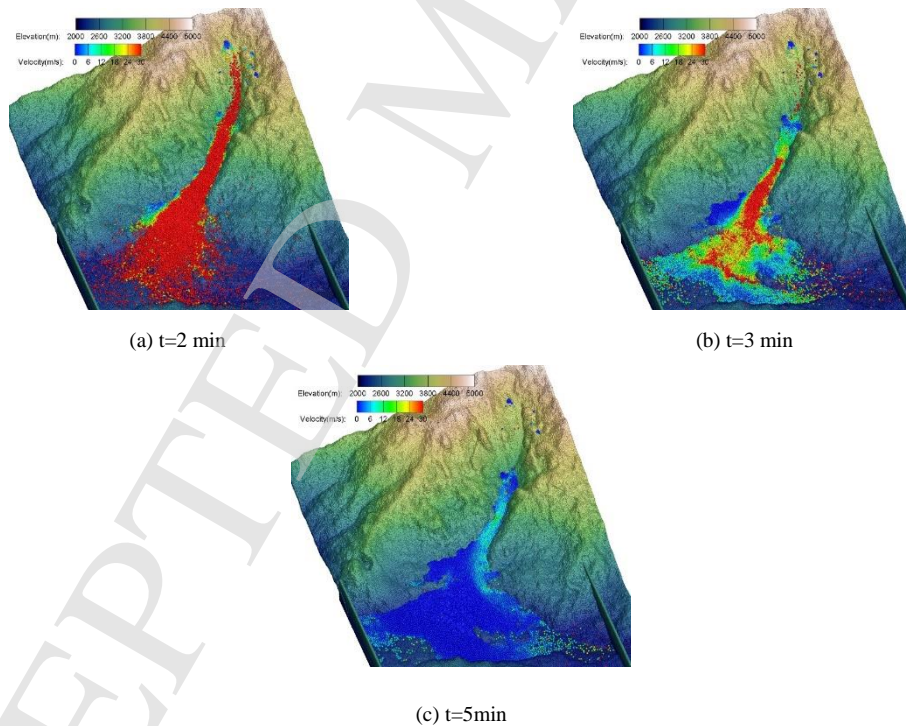 2000 2600 3200 3800 4400 5000
Elevation(m):
Velocity(m/s): 0 6 12 18 24 30
2000 2600 3200 3800 4400 5000
Elevation(m):
Velocity(m/s): 0 6 12 18 24 30
(a) t=2 min
(b) t=3 min
Elevation(m): 2000 2600 3200 3800 4400 5000
Velocity(m/s): 0 6 12 18 24 30
(c) t=5min
EPTED M